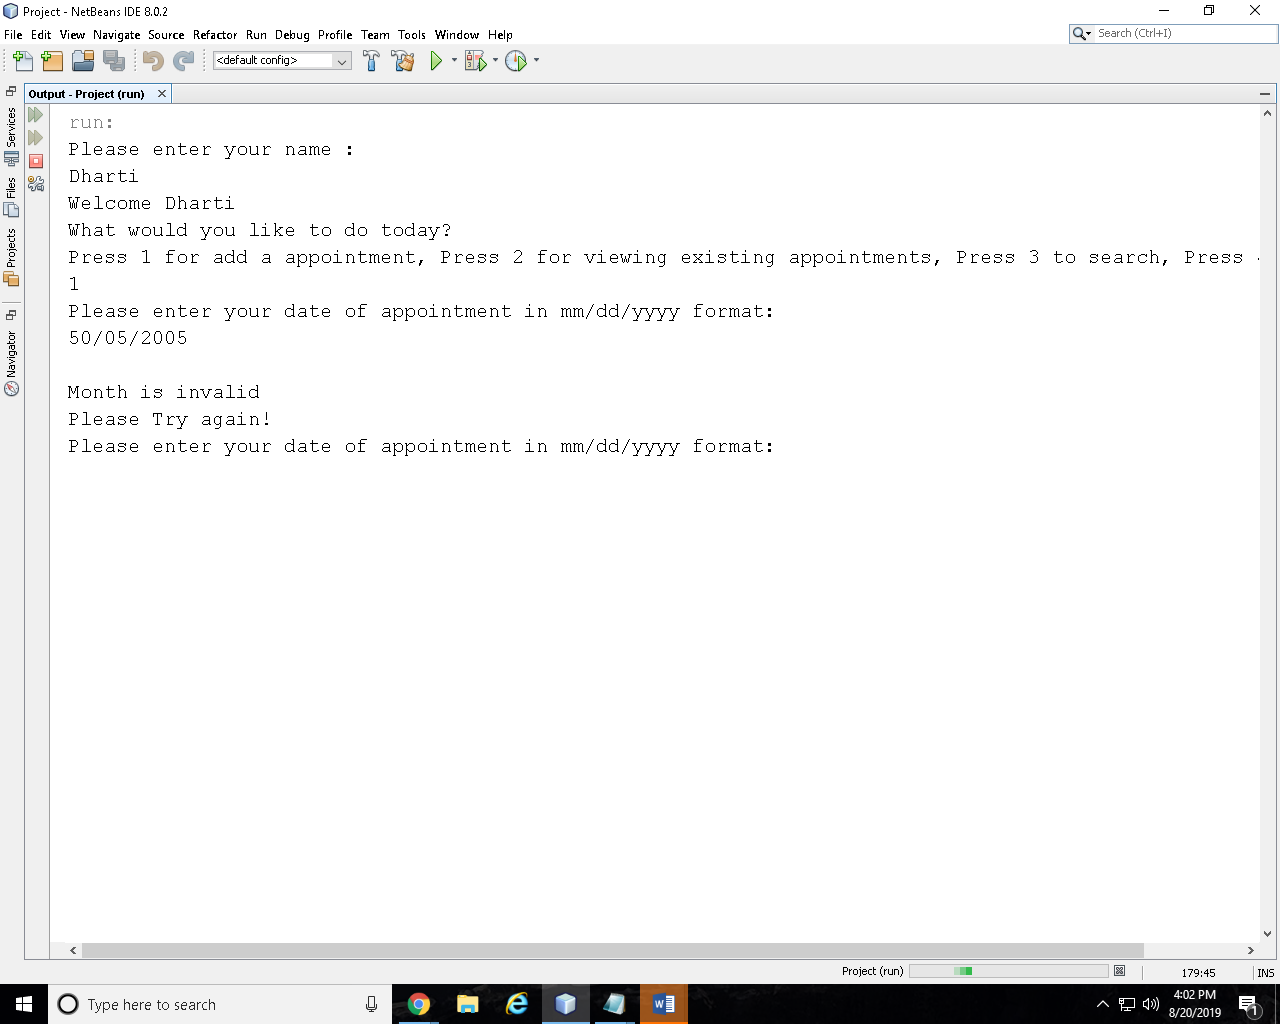 Project - NetBeans IDE 8.0.2
File Edit View Navigate Source Refactor Run Debug Profile Team Tools Window Help
Search (Ctrl+I)
<default config>
Output - Project (run)
Services
Files
Projects
Navigator
run:
Please enter your name :
Dharti
Welcome Dharti
What would you like to do today?
Press 1 for add a appointment, Press 2 for viewing existing appointments, Press 3 to search, Press
1
Please enter your date of appointment in mm/dd/yyyy format:
50/05/2005
Month is invalid
Please Try again!
Please enter your date of appointment in mm/dd/yyyy format:
Project (run)
179:45
INS
Type here to search
4:02 PM
8/20/2019
1